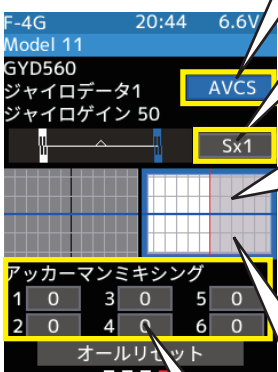 F-4G 20:44 6.6V
Model 11
GYD560
ジャイロデータ1 AVCS
ジャイロゲイン 50
Sx1
アッカーマンミキシング
1 0 3 0 5 0
2 0 4 0 6 0
オールリセット